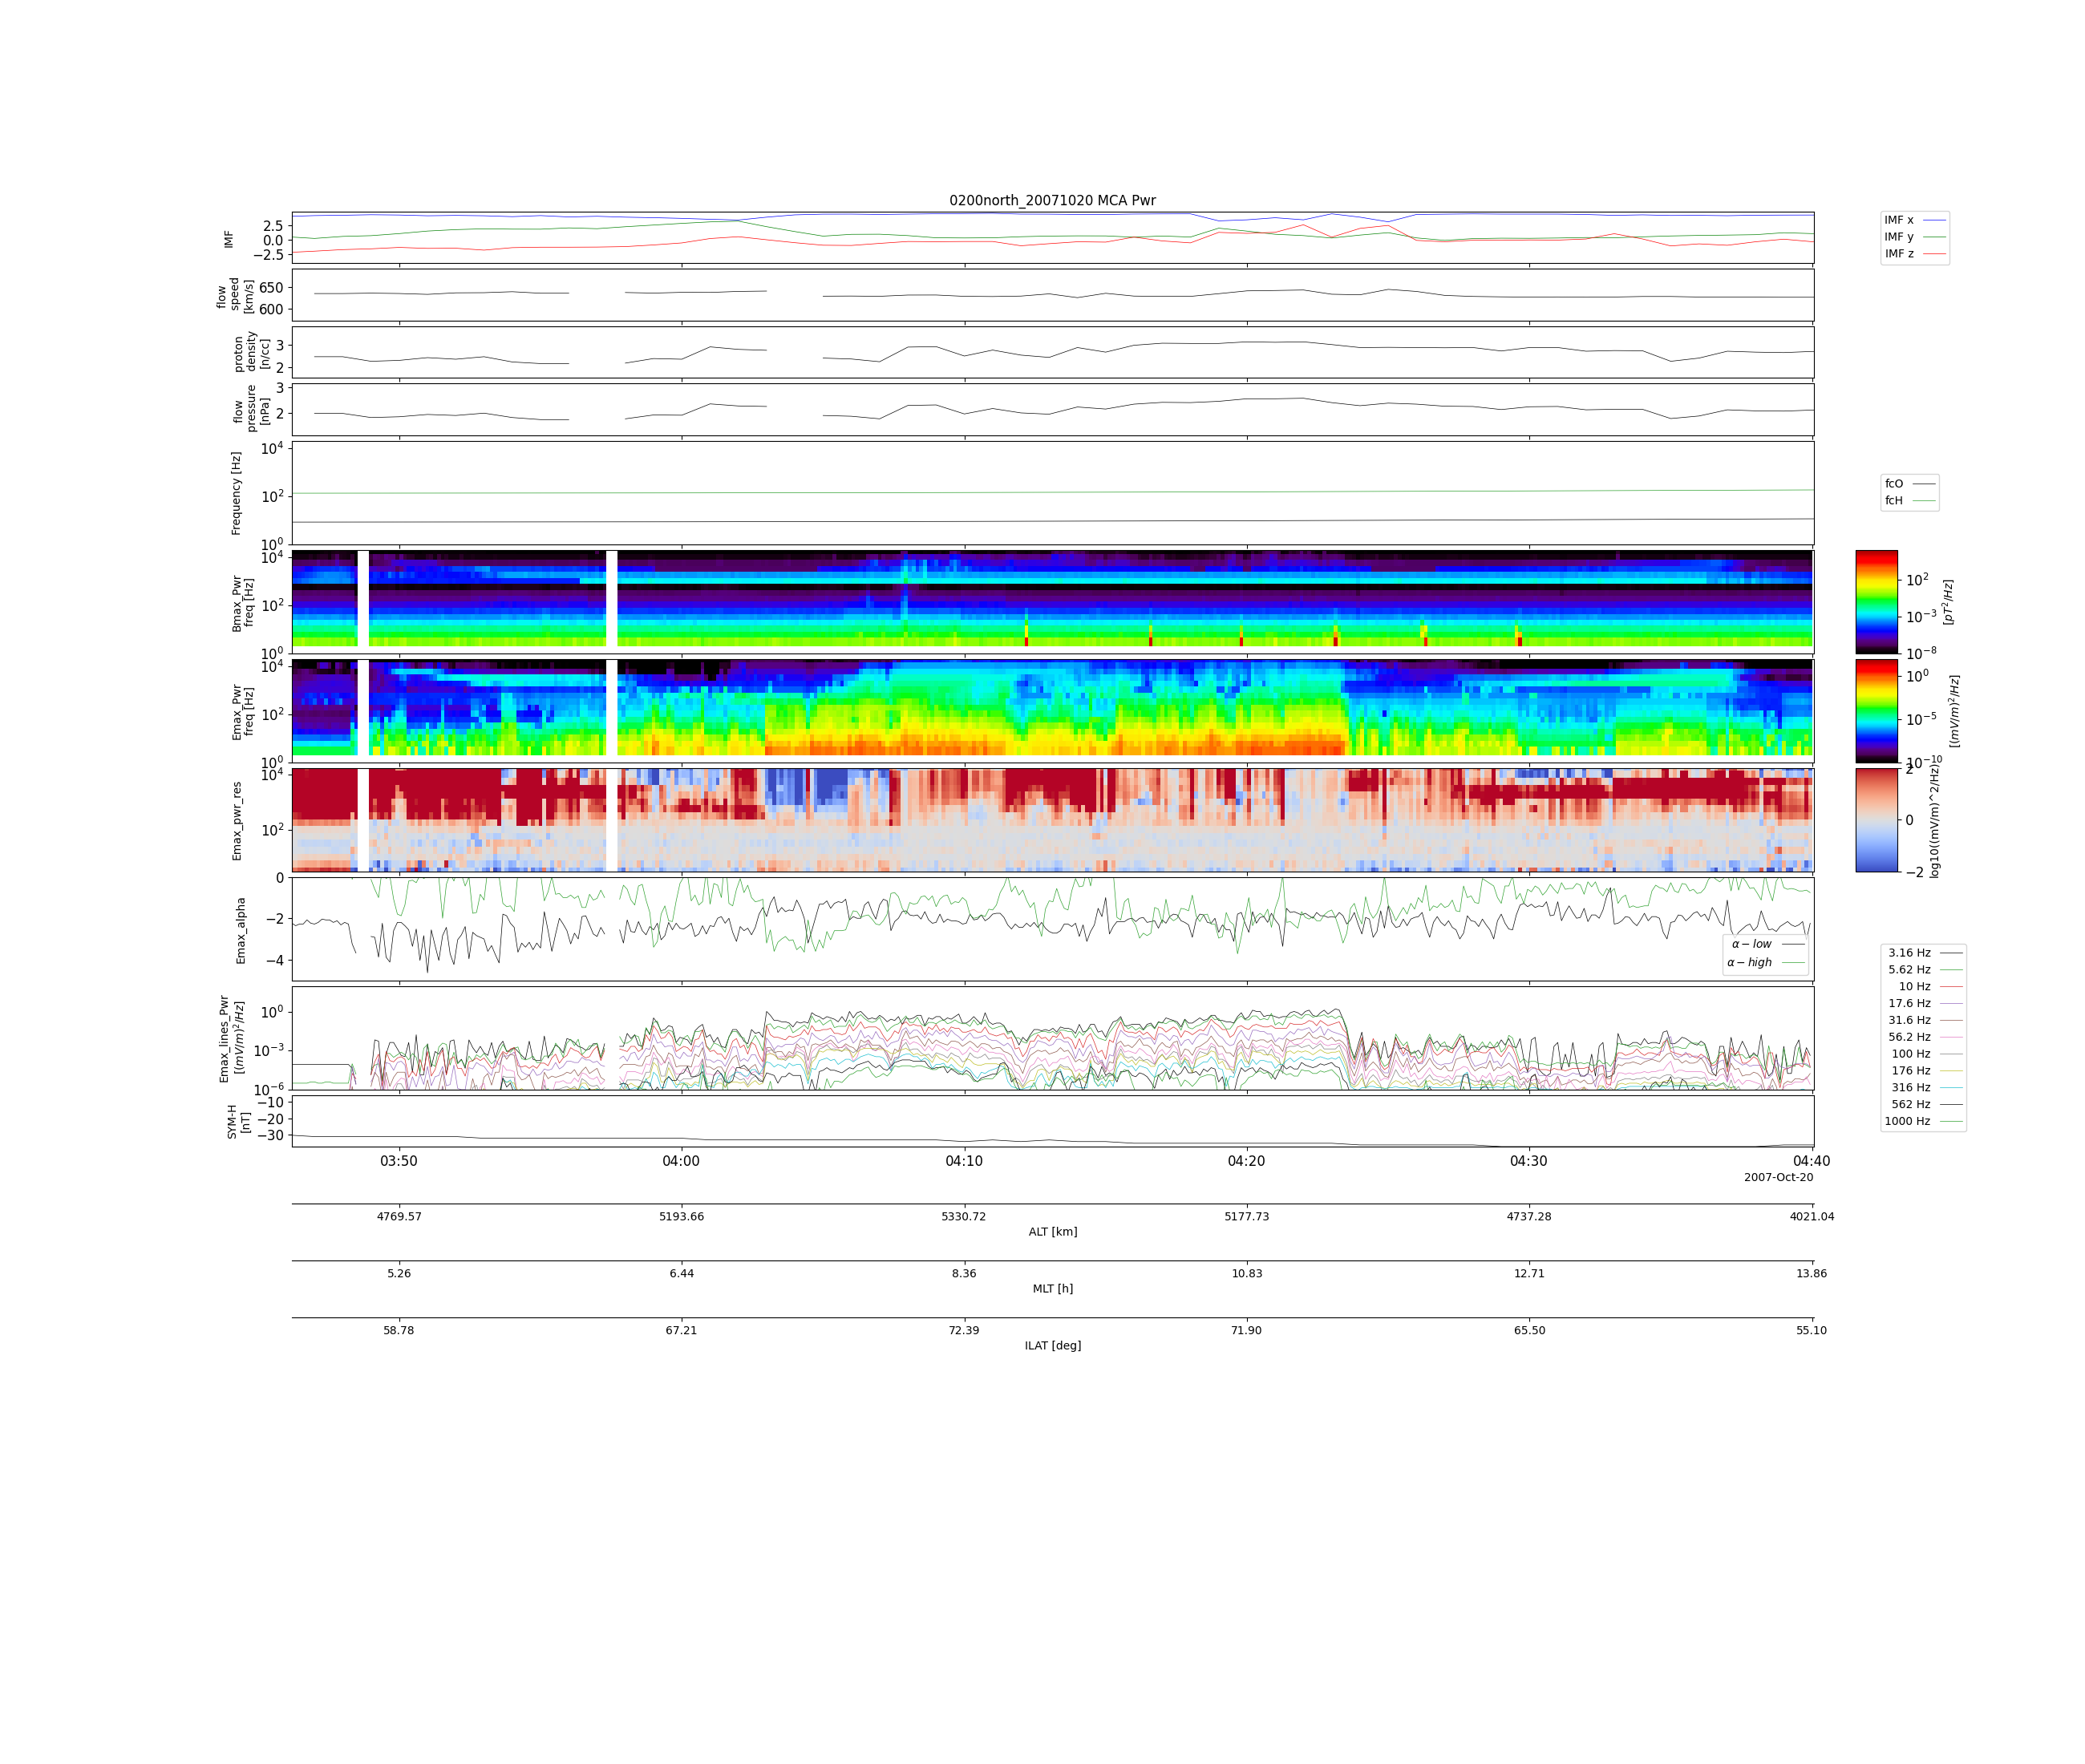 0200north_20071020 MCA Pwr
IMF
2.5
0.0
−2.5
IMF x
IMF y
IMF z
flow
speed
[km/s]
650
600
proton
density
[n/cc]
3
2
flow
pressure
[nPa]
3
2
Frequency [Hz]
10^4
10^2
10^0
fcO
fcH
Bmax_Pwr
freq [Hz]
10^4
10^2
10^0
10^2
10^−3
10^−8
[pT^2/Hz]
Emax_Pwr
freq [Hz]
10^4
10^2
10^0
10^0
10^−5
10^−10
[(mV/m)^2/Hz]
Emax_pwr_res
10^4
10^2
2
0
−2
log10((mV/m)^2/Hz)
Emax_alpha
0
−2
−4
α − low
α − high
Emax_lines_Pwr
[(mV/m)^2/Hz]
10^0
10^−3
10^−6
3.16 Hz
5.62 Hz
10 Hz
17.6 Hz
31.6 Hz
56.2 Hz
100 Hz
176 Hz
316 Hz
562 Hz
1000 Hz
SYM-H
[nT]
−10
−20
−30
03:50 04:00 04:10 04:20 04:30 04:40
2007-Oct-20
4769.57 5193.66 5330.72 5177.73 4737.28 4021.04
ALT [km]
5.26 6.44 8.36 10.83 12.71 13.86
MLT [h]
58.78 67.21 72.39 71.90 65.50 55.10
ILAT [deg]